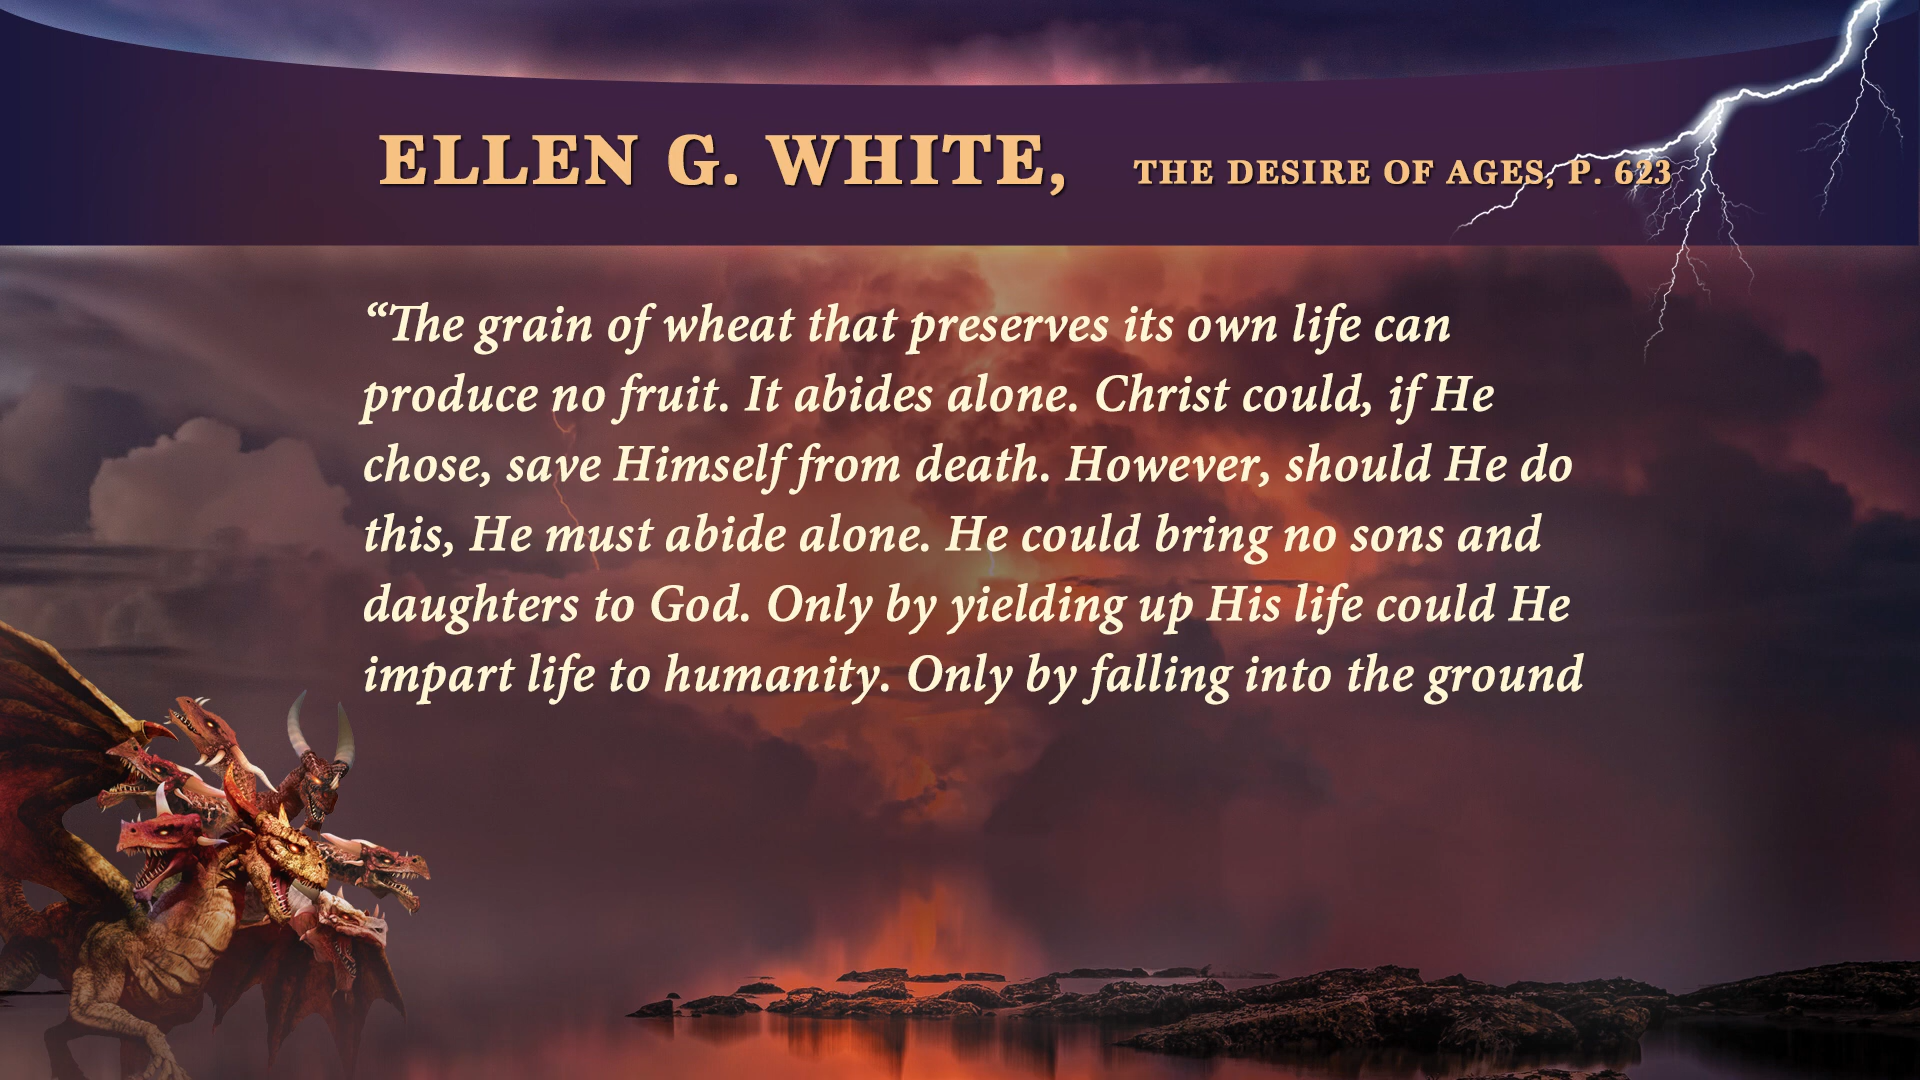 ELLEN G. WHITE, THE DESIRE OF AGES, P. 623
“The grain of wheat that preserves its own life can
produce no fruit. It abides alone. Christ could, if He
chose, save Himself from death. However, should He do
this, He must abide alone. He could bring no sons and
daughters to God. Only by yielding up His life could He
impart life to humanity. Only by falling into the ground